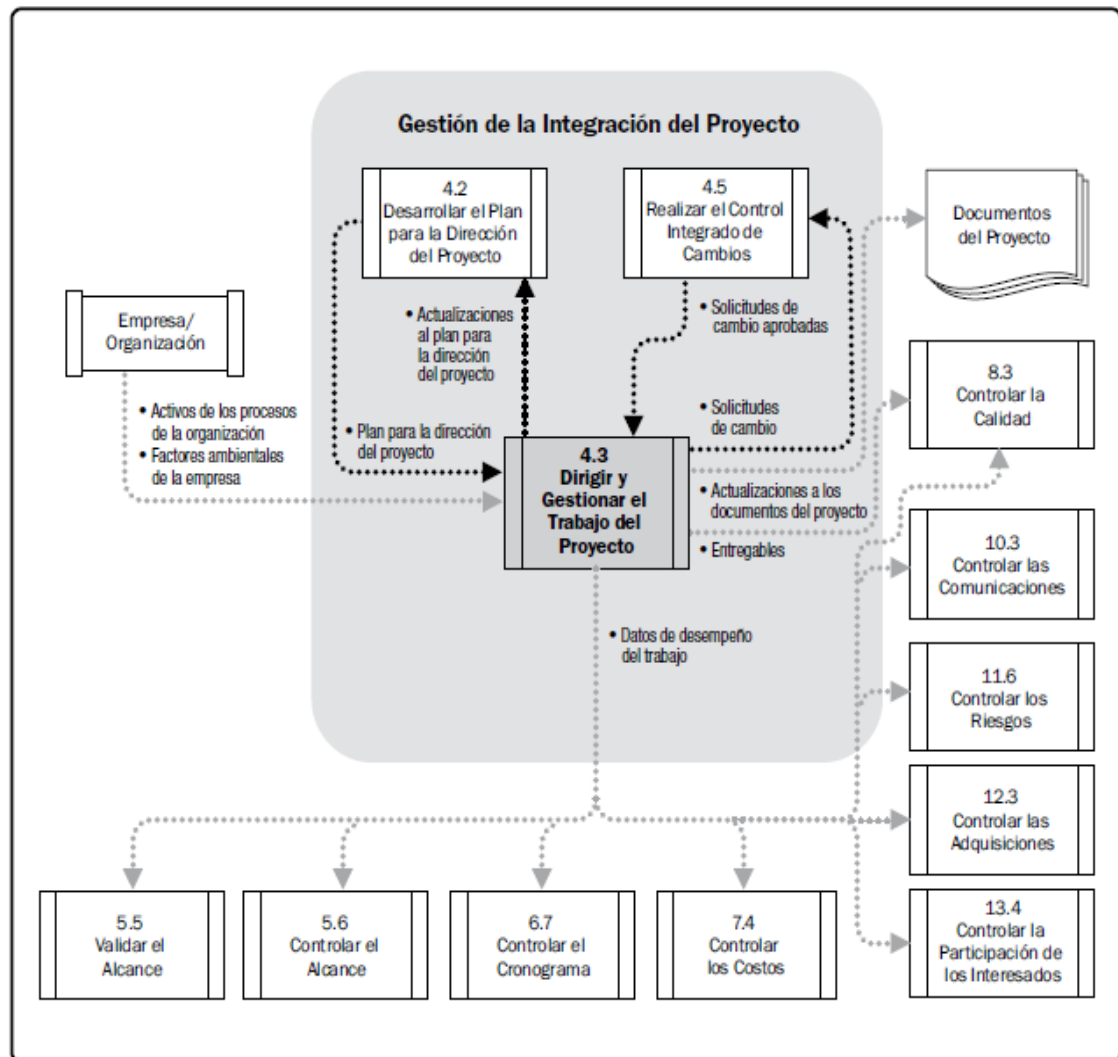 Gestión de la Integración del Proyecto
4.2
Desarrollar el Plan
para la Dirección
del Proyecto
4.5
Realizar el Control
Integrado de
Cambios
Documentos
del Proyecto
Empresa/
Organización
• Actualizaciones
al plan para
la dirección
del proyecto
• Solicitudes de
cambio aprobadas
8.3
Controlar la
Calidad
• Activos de los procesos
de la organización
• Factores ambientales
de la empresa
• Plan para la dirección
del proyecto
• Solicitudes
de cambio
4.3
Dirigir y
Gestionar el
Trabajo del
Proyecto
• Actualizaciones a los
documentos del proyecto
• Entregables
10.3
Controlar las
Comunicaciones
• Datos de desempeño
del trabajo
11.6
Controlar los
Riesgos
12.3
Controlar las
Adquisiciones
5.5
Validar el
Alcance
5.6
Controlar el
Alcance
6.7
Controlar el
Cronograma
7.4
Controlar
los Costos
13.4
Controlar la
Participación de
los Interesados